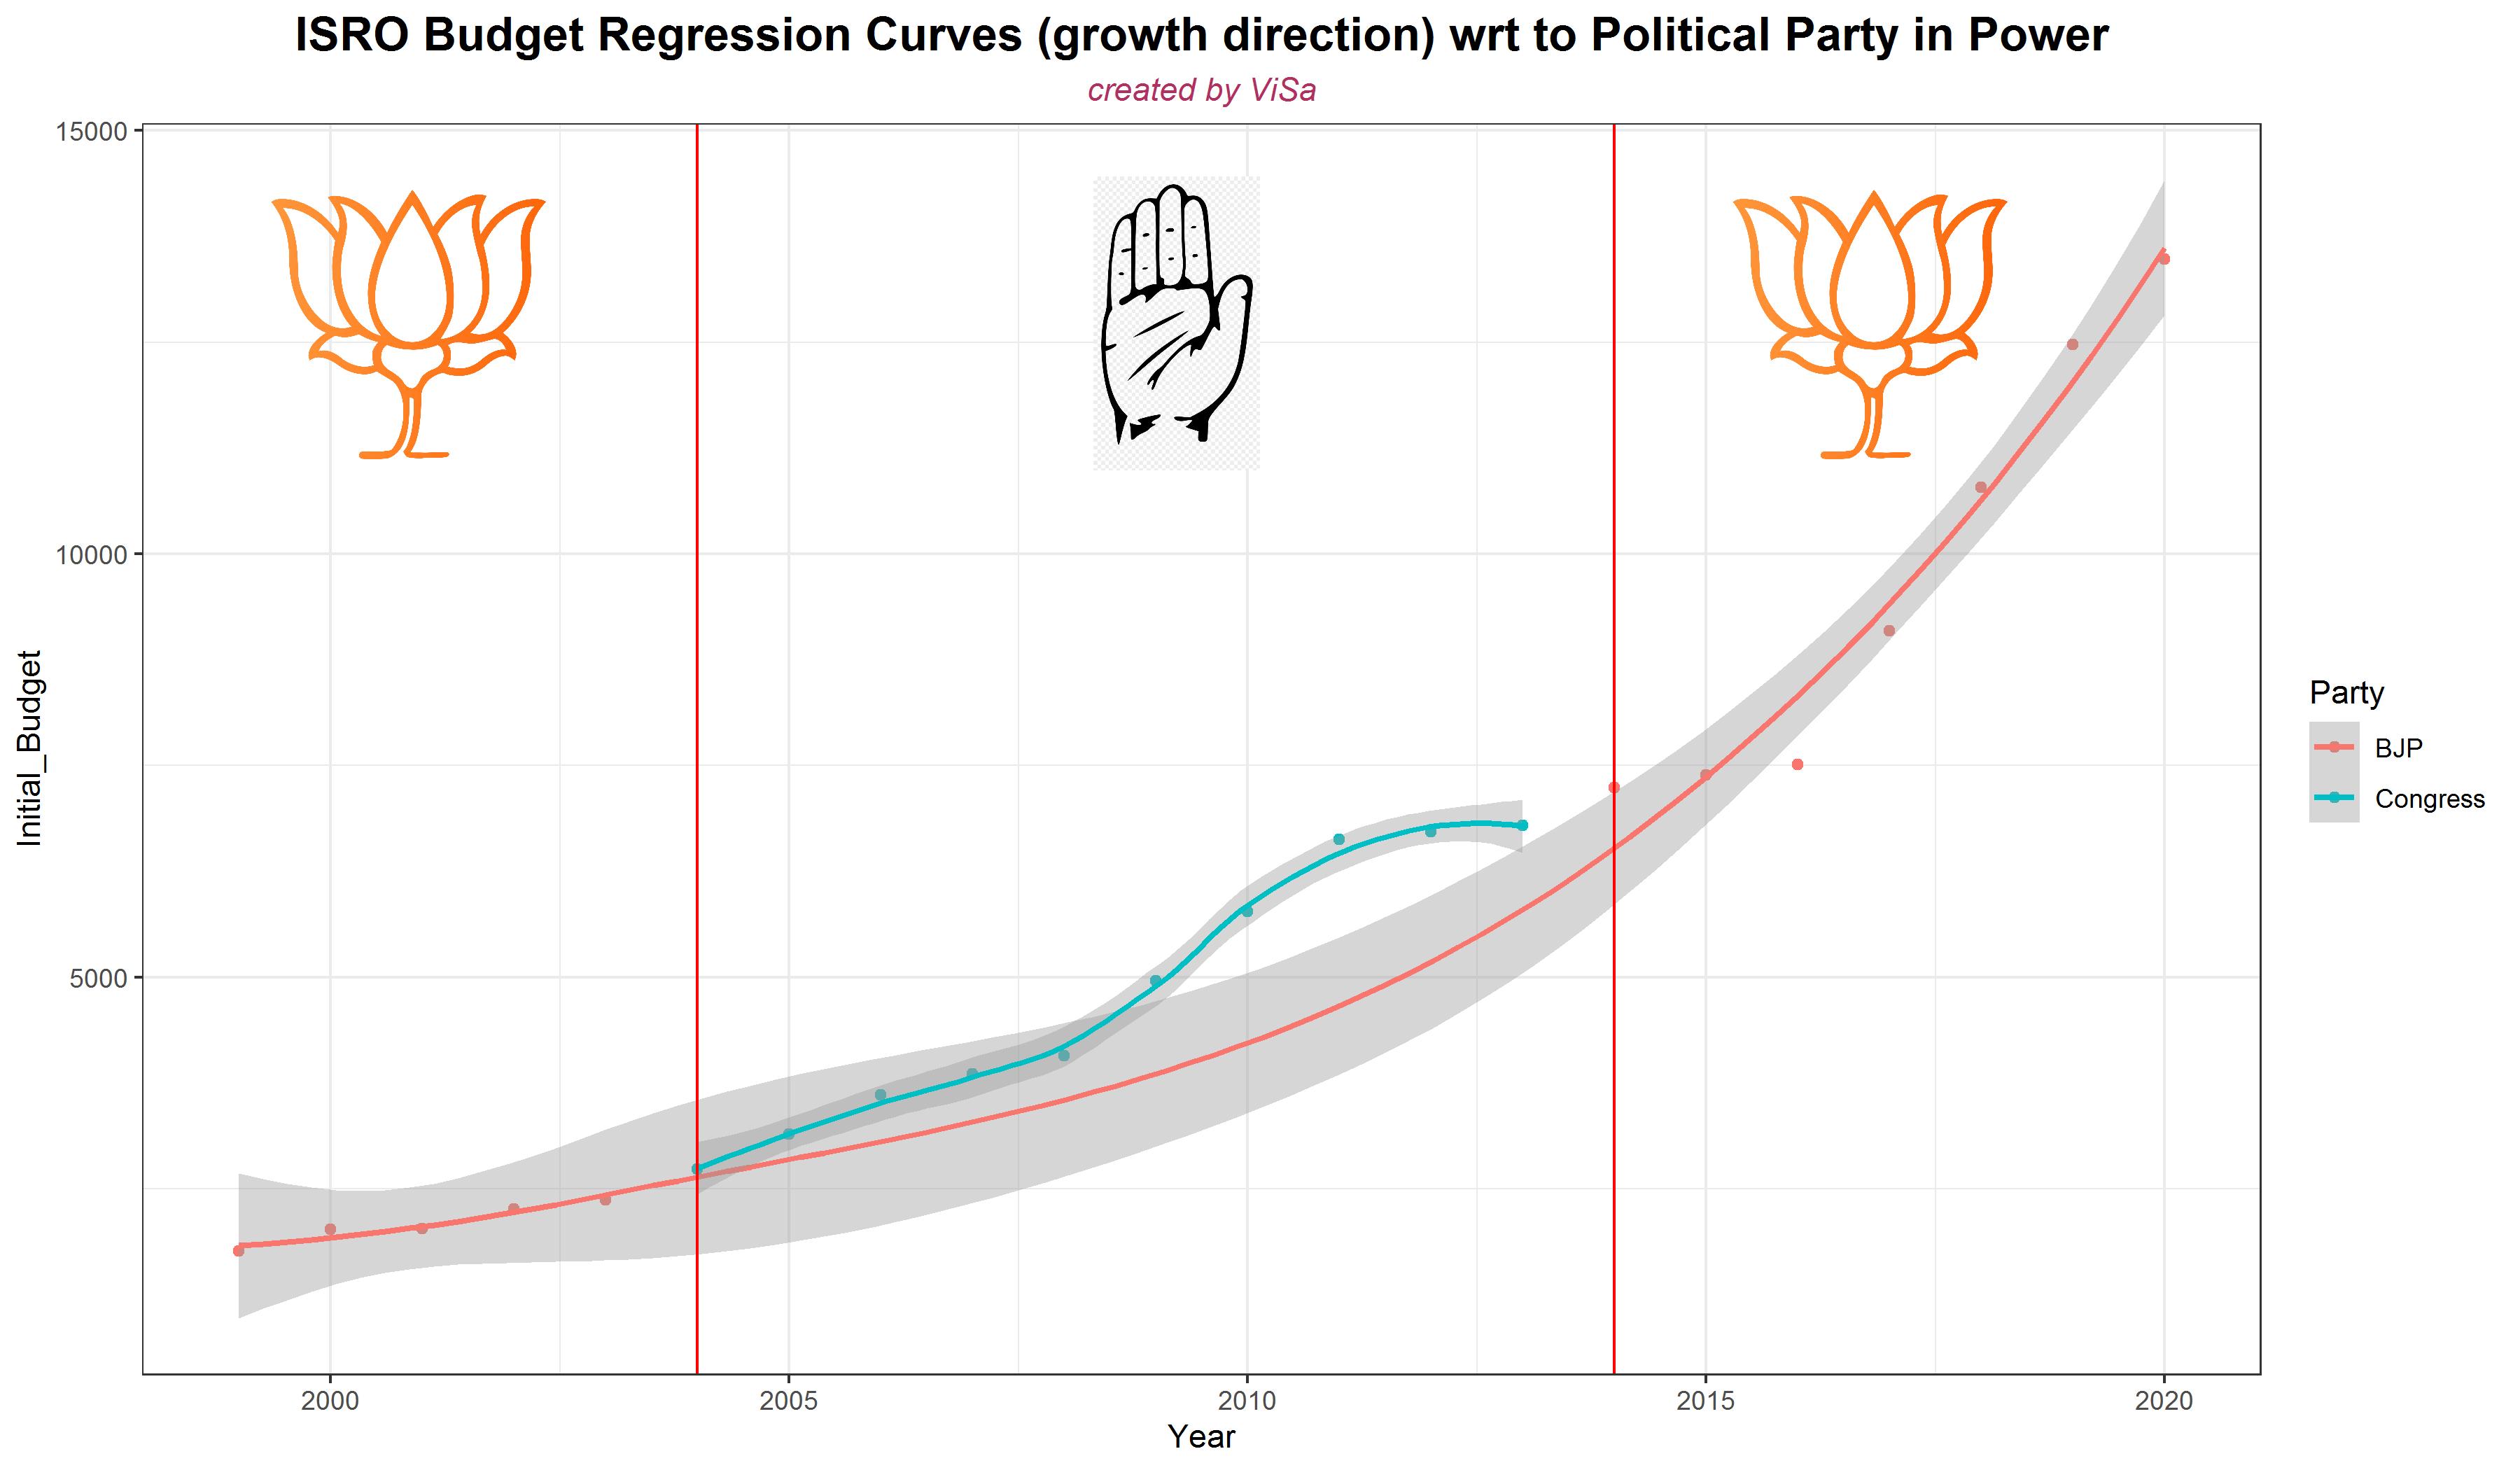 ISRO Budget Regression Curves (growth direction) wrt to Political Party in Power
created by ViSa
15000
10000
5000
Initial_Budget
2000
2005
2010
2015
2020
Year
Party
BJP
Congress